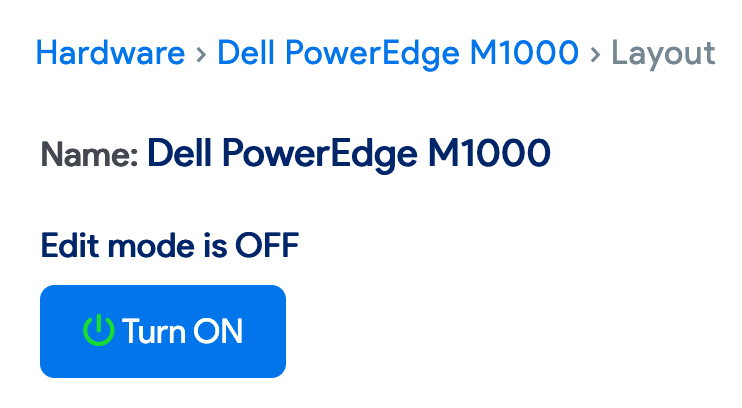 Hardware › Dell PowerEdge M1000 › Layout
Name: Dell PowerEdge M1000
Edit mode is OFF
Turn ON